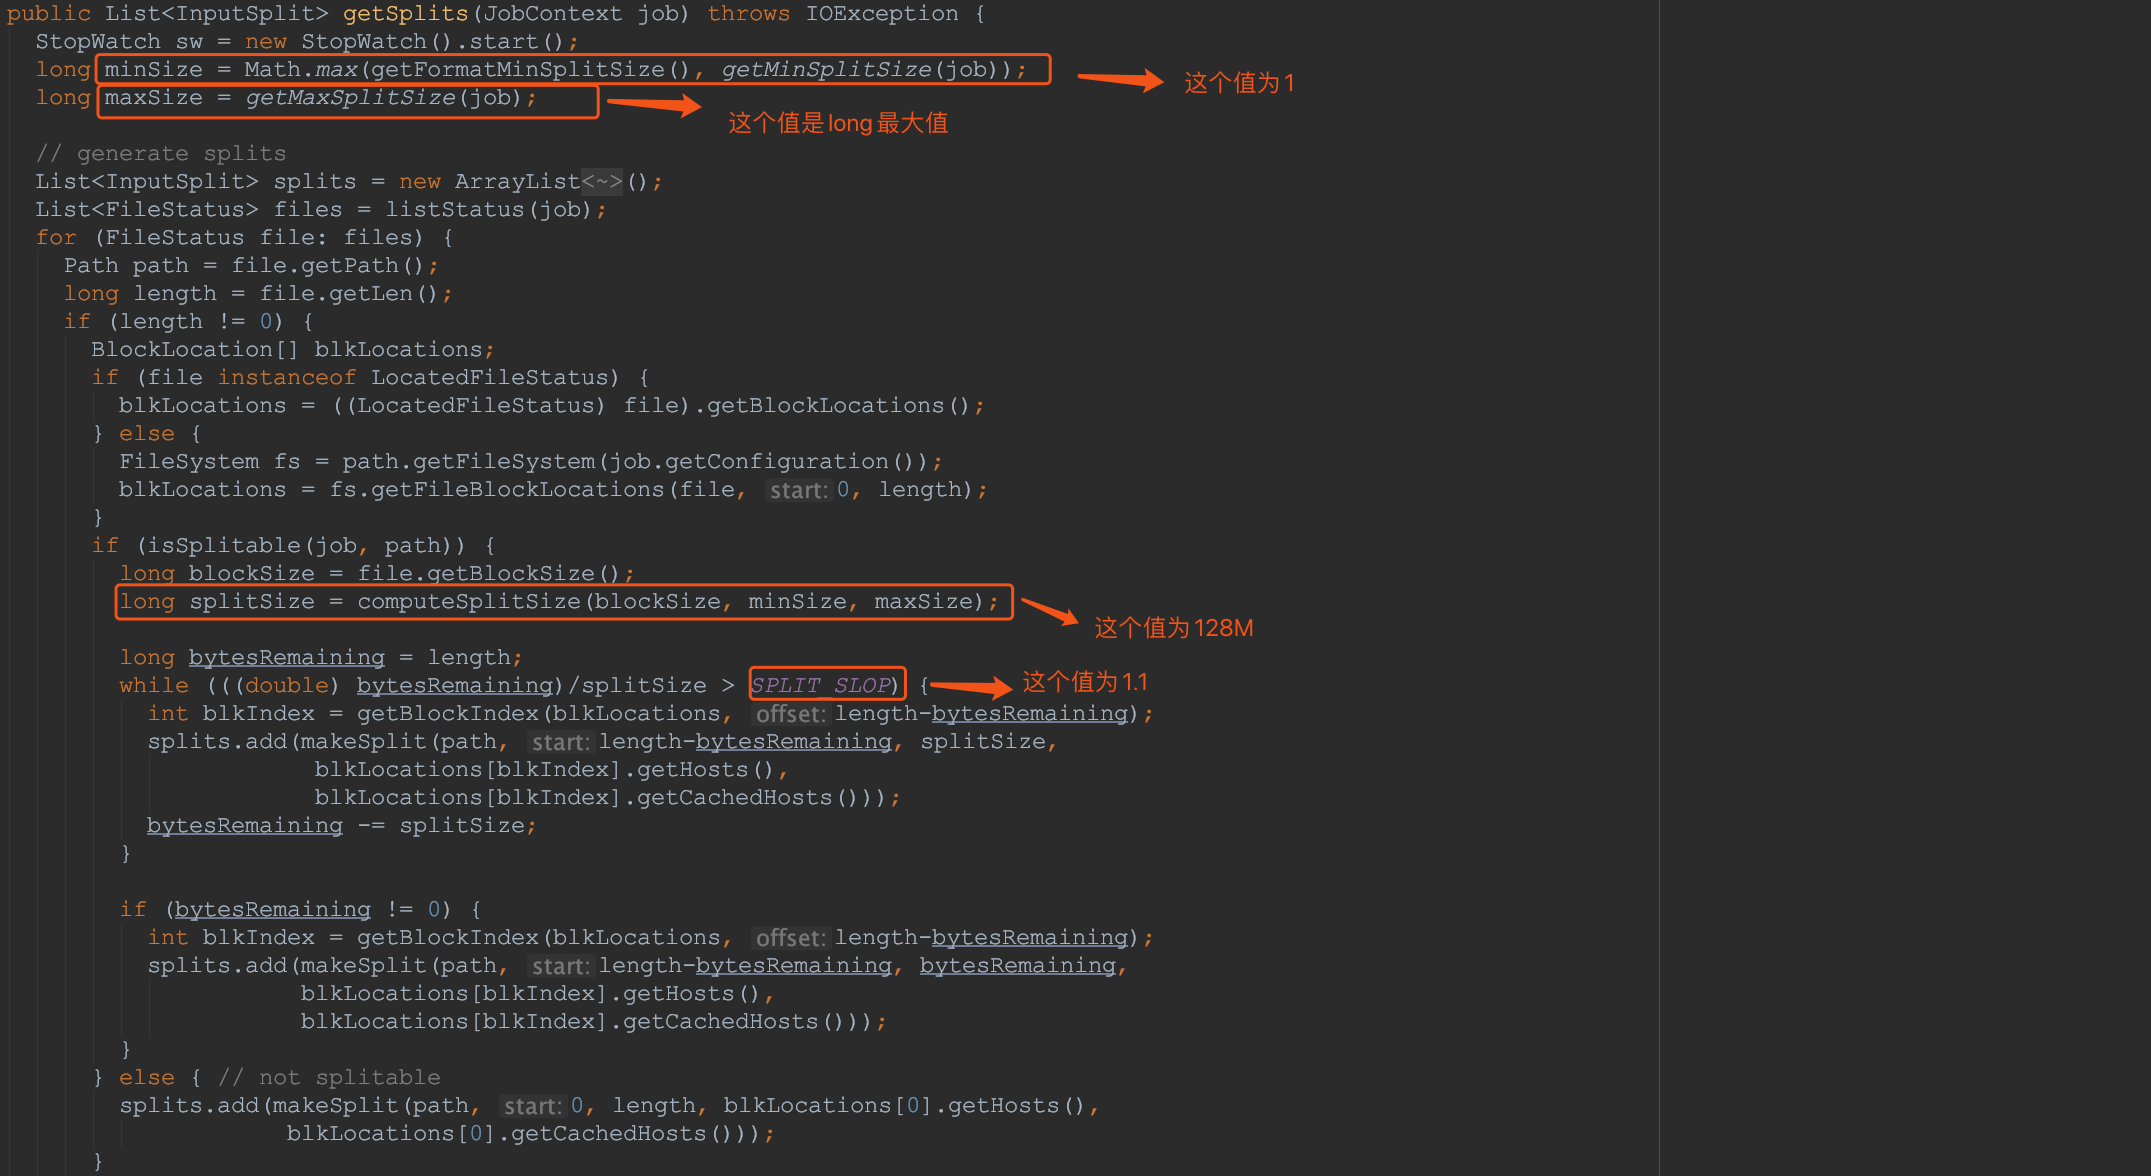 public List<InputSplit> getSplits(JobContext job) throws IOException {
StopWatch sw = new StopWatch().start();
long minSize = Math.max(getFormatMinSplitSize(), getMinSplitSize(job));
这个值为1
long maxSize = getMaxSplitSize(job);
这个值是long最大值
// generate splits
List<InputSplit> splits = new ArrayList<~>();
List<FileStatus> files = listStatus(job);
for (FileStatus file: files) {
Path path = file.getPath();
long length = file.getLen();
if (length != 0) {
BlockLocation[] blkLocations;
if (file instanceof LocatedFileStatus) {
blkLocations = ((LocatedFileStatus) file).getBlockLocations();
} else {
FileSystem fs = path.getFileSystem(job.getConfiguration());
blkLocations = fs.getFileBlockLocations(file, start: 0, length);
}
if (isSplitable(job, path)) {
long blockSize = file.getBlockSize();
long splitSize = computeSplitSize(blockSize, minSize, maxSize);
这个值为128M
long bytesRemaining = length;
while (((double) bytesRemaining)/splitSize > SPLIT_SLOP) {
这个值为1.1
int blkIndex = getBlockIndex(blkLocations, offset: length-bytesRemaining);
splits.add(makeSplit(path, start: length-bytesRemaining, splitSize,
blkLocations[blkIndex].getHosts(),
blkLocations[blkIndex].getCachedHosts()));
bytesRemaining -= splitSize;
}
if (bytesRemaining != 0) {
int blkIndex = getBlockIndex(blkLocations, offset: length-bytesRemaining);
splits.add(makeSplit(path, start: length-bytesRemaining, bytesRemaining,
blkLocations[blkIndex].getHosts(),
blkLocations[blkIndex].getCachedHosts()));
}
} else { // not splitable
splits.add(makeSplit(path, start: 0, length, blkLocations[0].getHosts(),
blkLocations[0].getCachedHosts()));
}